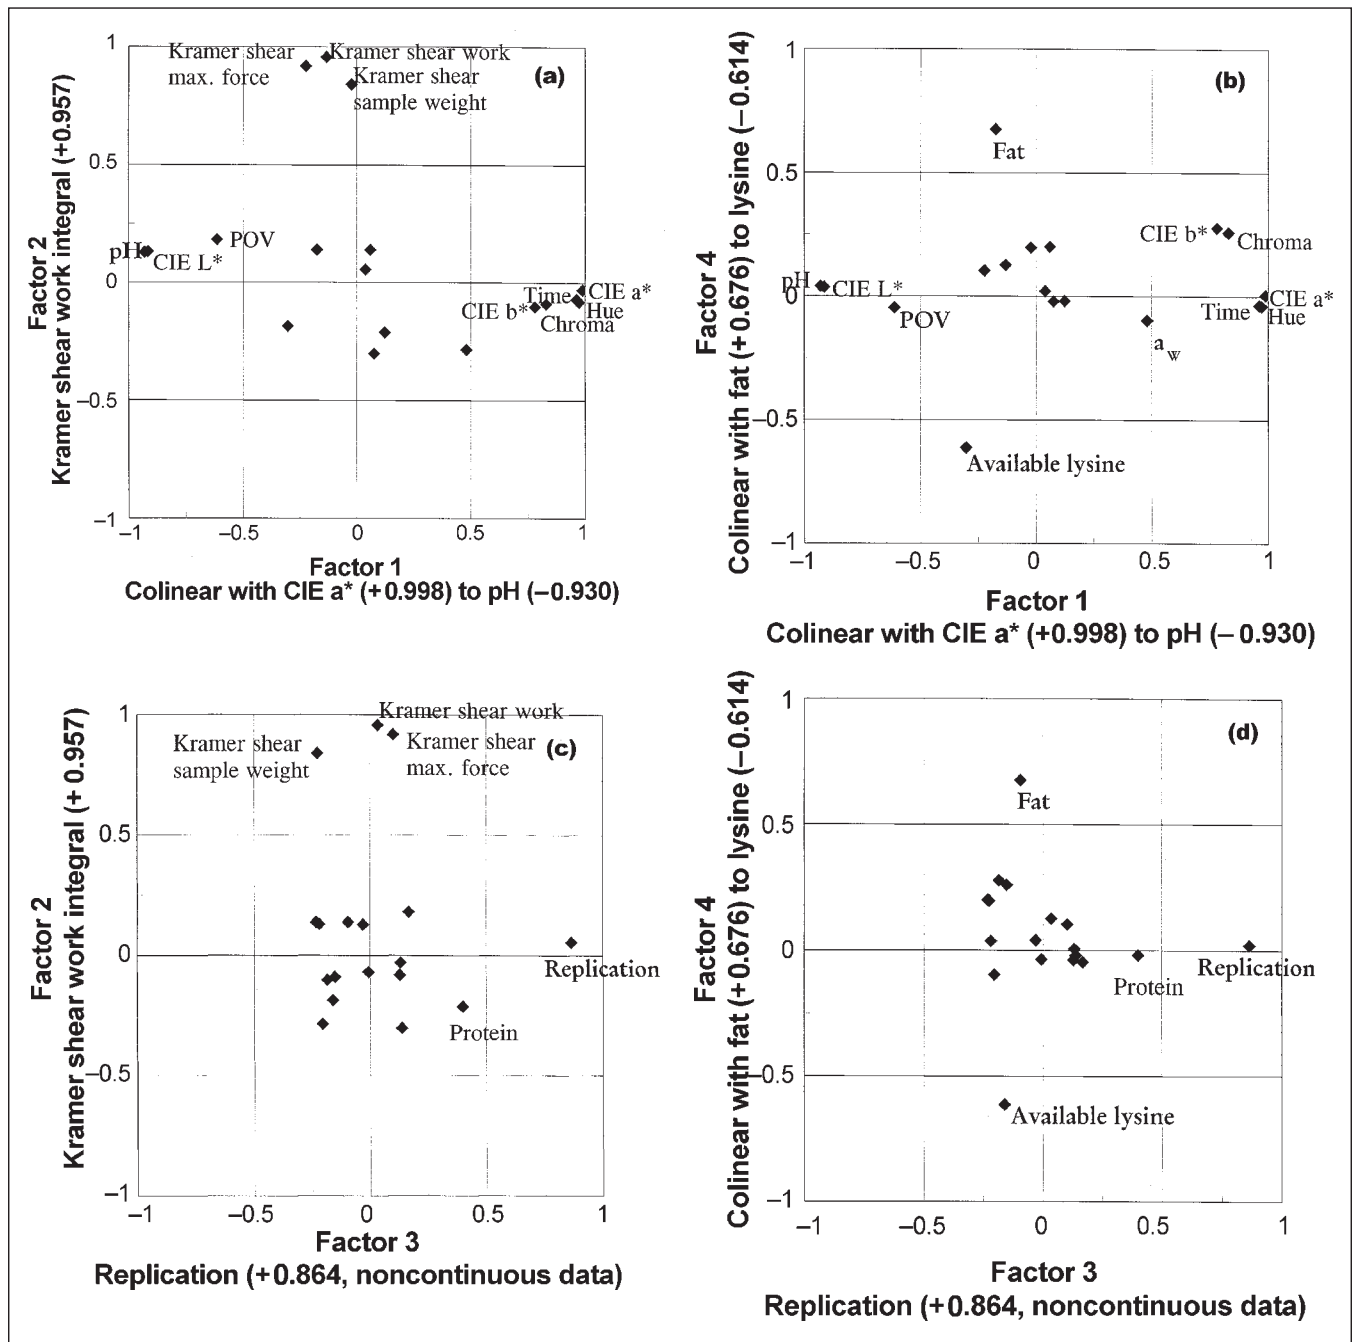 (a)
1
0.5
0
–0.5
–1
Kramer shear
max. force
Kramer shear work
Kramer shear
sample weight
pH
CIE L*
POV
Time
CIE a*
CIE b*
Hue
Chroma
Factor 2
Kramer shear work integral (+0.957)
–1
–0.5
0
0.5
1
Factor 1
Colinear with CIE a* (+0.998) to pH (–0.930)
(b)
1
0.5
0
–0.5
–1
Fat
CIE b*
Chroma
pH
CIE L*
POV
CIE a*
Time
Hue
a w
Available lysine
Factor 4
Colinear with fat (+0.676) to lysine (–0.614)
–1
–0.5
0
0.5
1
Factor 1
Colinear with CIE a* (+0.998) to pH (– 0.930)
(c)
1
0.5
0
–0.5
–1
Kramer shear work
Kramer shear
sample weight
Kramer shear
max. force
Replication
Protein
Factor 2
Kramer shear work integral (+ 0.957)
–1
–0.5
0
0.5
1
Factor 3
Replication (+0.864, noncontinuous data)
(d)
1
0.5
0
–0.5
–1
Fat
Replication
Protein
Available lysine
Factor 4
Colinear with fat (+0.676) to lysine (–0.614)
–1
–0.5
0
0.5
1
Factor 3
Replication (+0.864, noncontinuous data)